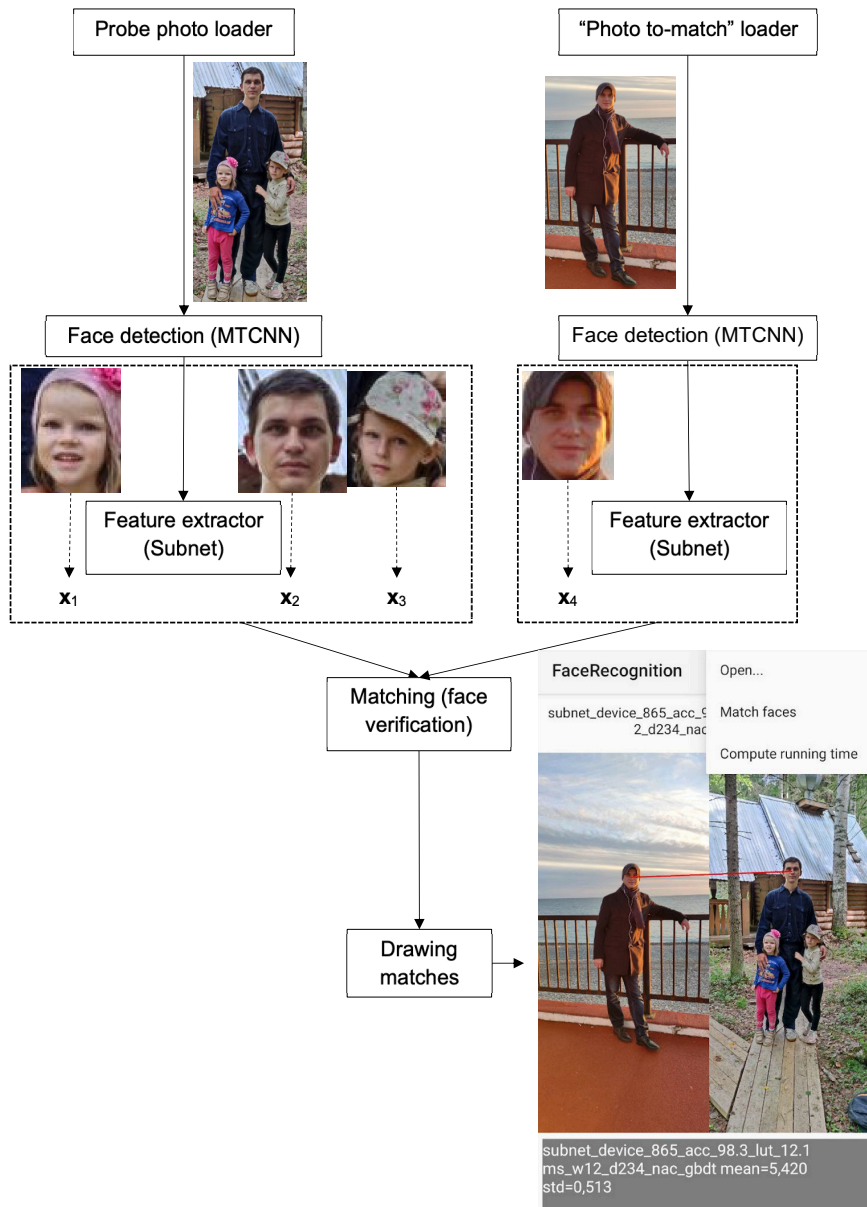 Probe photo loader
“Photo to-match” loader
Face detection (MTCNN)
Face detection (MTCNN)
Feature extractor
(Subnet)
Feature extractor
(Subnet)
x1
x2
x3
x4
Matching (face
verification)
Drawing
matches
FaceRecognition
Open...
subnet_device_865_acc_9
2_d234_nac
Match faces
Compute running time
subnet_device_865_acc_98.3_lut_12.1
ms_w12_d234_nac_gbdt mean=5,420
std=0,513